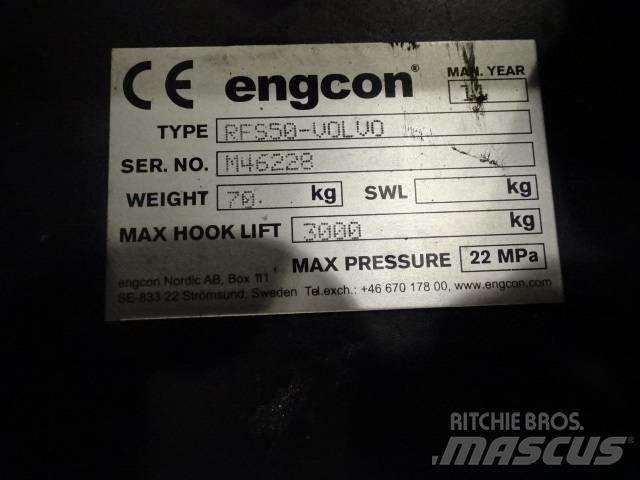 CE engcon® MAN. YEAR
11
TYPE RFS50-VOLVO
SER. NO. M46228
WEIGHT 70. kg SWL kg
MAX HOOK LIFT 3000 kg
MAX PRESSURE 22 MPa
engcon Nordic AB, Box 111
SE-833 22 Strömsund, Sweden Tel.exch.: +46 670 178 00, www.engcon.com
RITCHIE BROS.
MASCUS